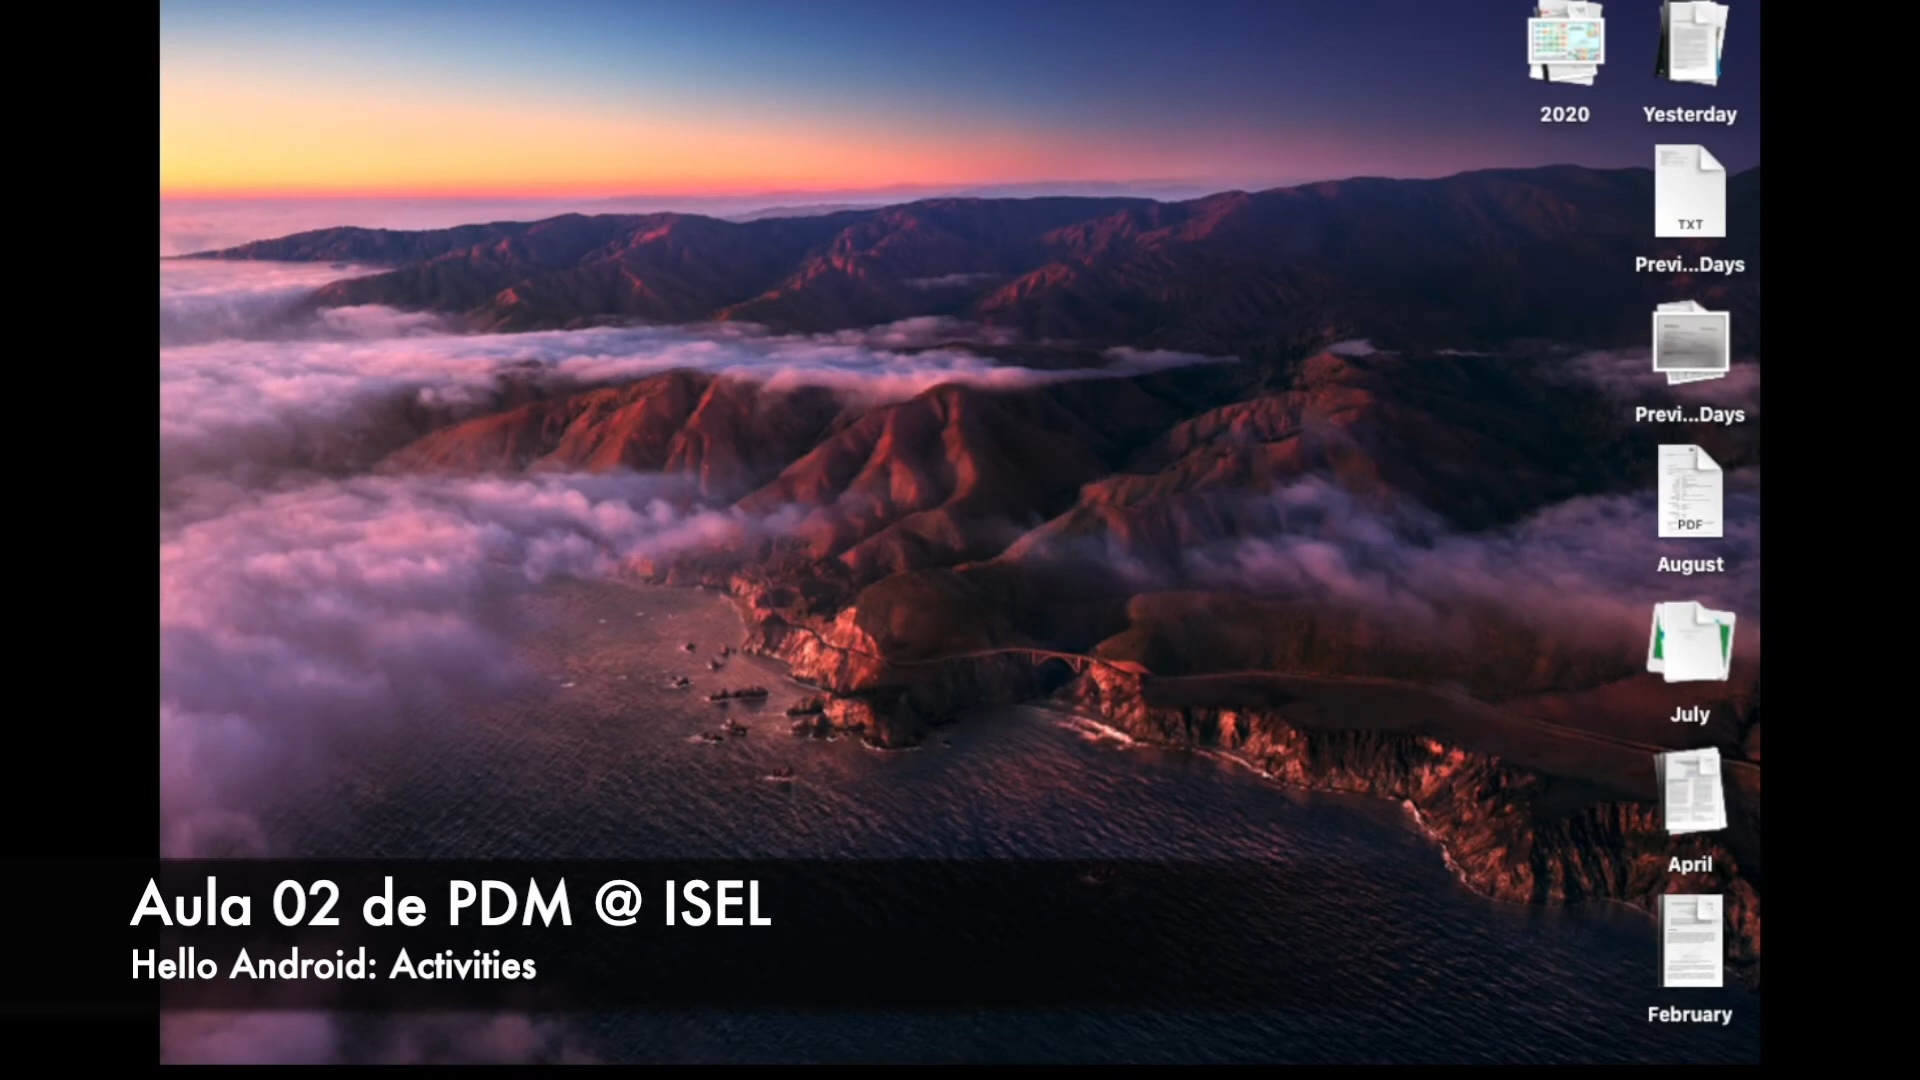 2020
Yesterday
TXT
Previ...Days
Previ...Days
PDF
August
July
April
February
Aula 02 de PDM @ ISEL
Hello Android: Activities